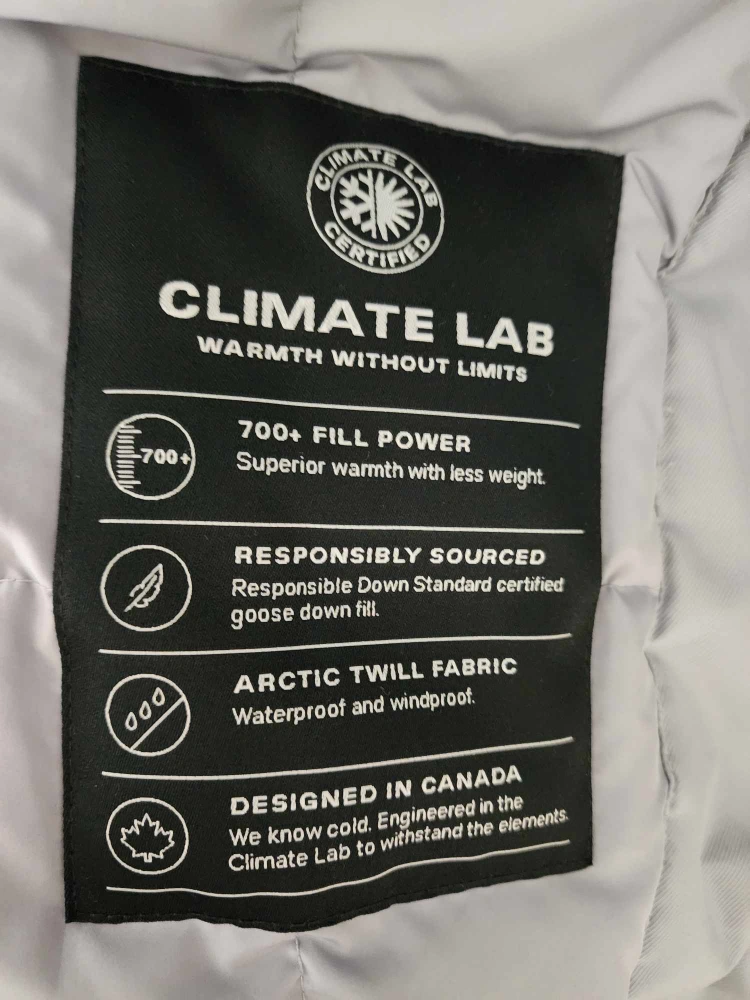 CLIMATE LAB
CERTIFIED
CLIMATE LAB
WARMTH WITHOUT LIMITS
700+
700+ FILL POWER
Superior warmth with less weight.
RESPONSIBLY SOURCED
Responsible Down Standard certified
goose down fill.
ARCTIC TWILL FABRIC
Waterproof and windproof.
DESIGNED IN CANADA
We know cold. Engineered in the
Climate Lab to withstand the elements.